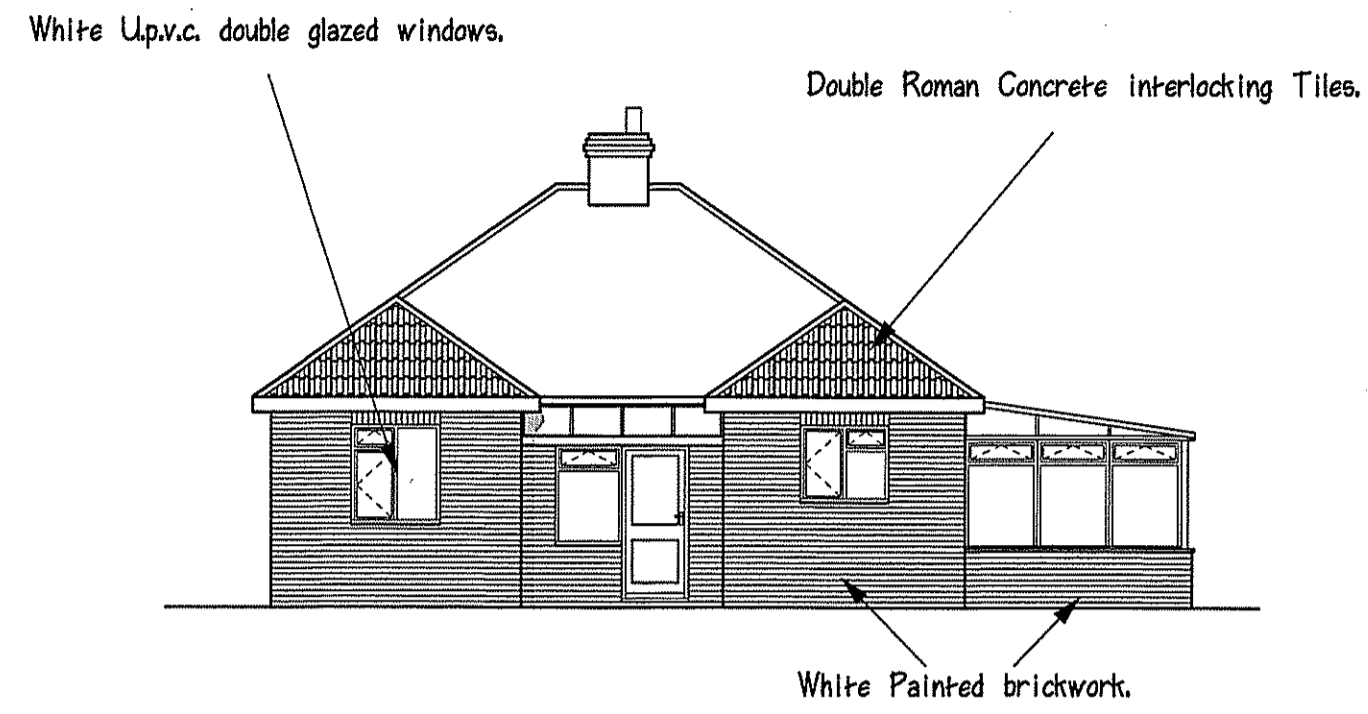 White U.p.v.c. double glazed windows.
Double Roman Concrete interlocking Tiles.
White Painted brickwork.